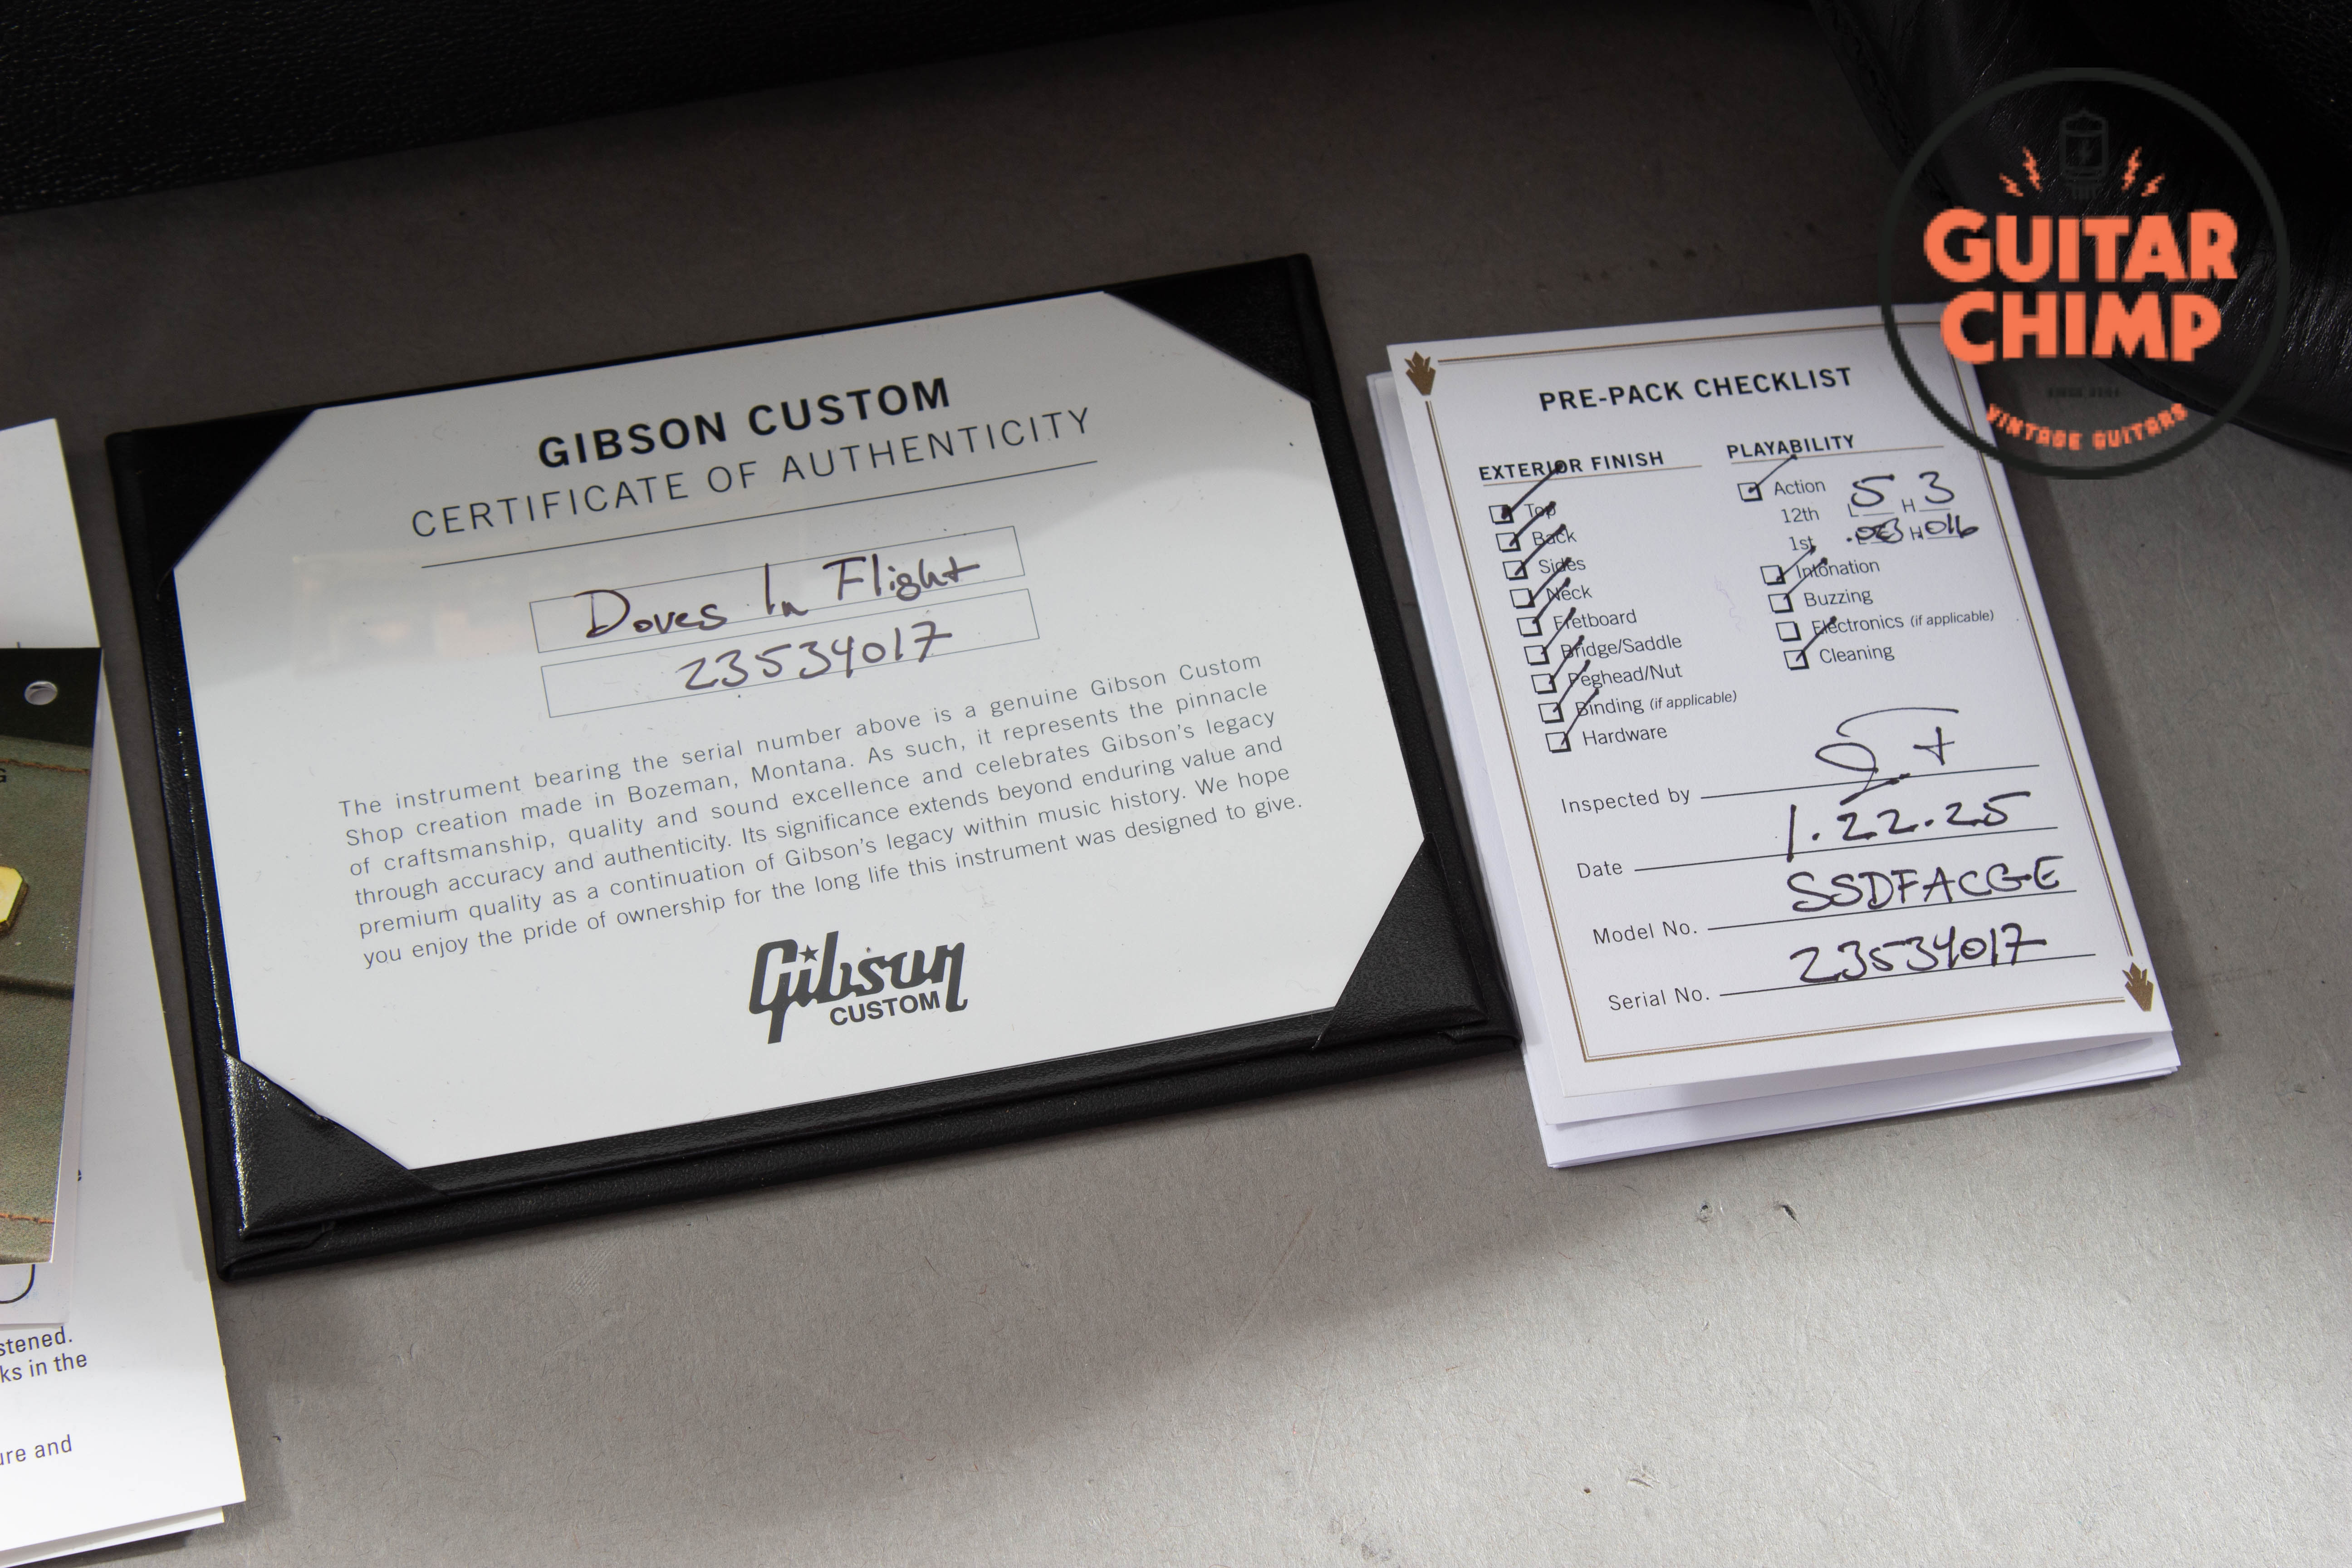 GUITAR
CHIMP
VINTAGE GUITARS
GIBSON CUSTOM
CERTIFICATE OF AUTHENTICITY
Doves In Flight
23534017
The instrument bearing the serial number above is a genuine Gibson Custom
Shop creation made in Bozeman, Montana. As such, it represents the pinnacle
of craftsmanship, quality and sound excellence and celebrates Gibson's legacy
through accuracy and authenticity. Its significance extends beyond enduring value and
premium quality as a continuation of Gibson's legacy within music history. We hope
you enjoy the pride of ownership for the long life this instrument was designed to give.
Gibson
CUSTOM
PRE-PACK CHECKLIST
EXTERIOR FINISH
Top
Back
Sides
Neck
Fretboard
Bridge/Saddle
Peghead/Nut
Binding (if applicable)
Hardware
PLAYABILITY
Action
12th L 5 H 3
1st H .016
Intonation
Buzzing
Electronics (if applicable)
Cleaning
Inspected by
Date 1.22.25
Model No. SSDFACGE
Serial No. 23534017
stened.
ks in the
ure and